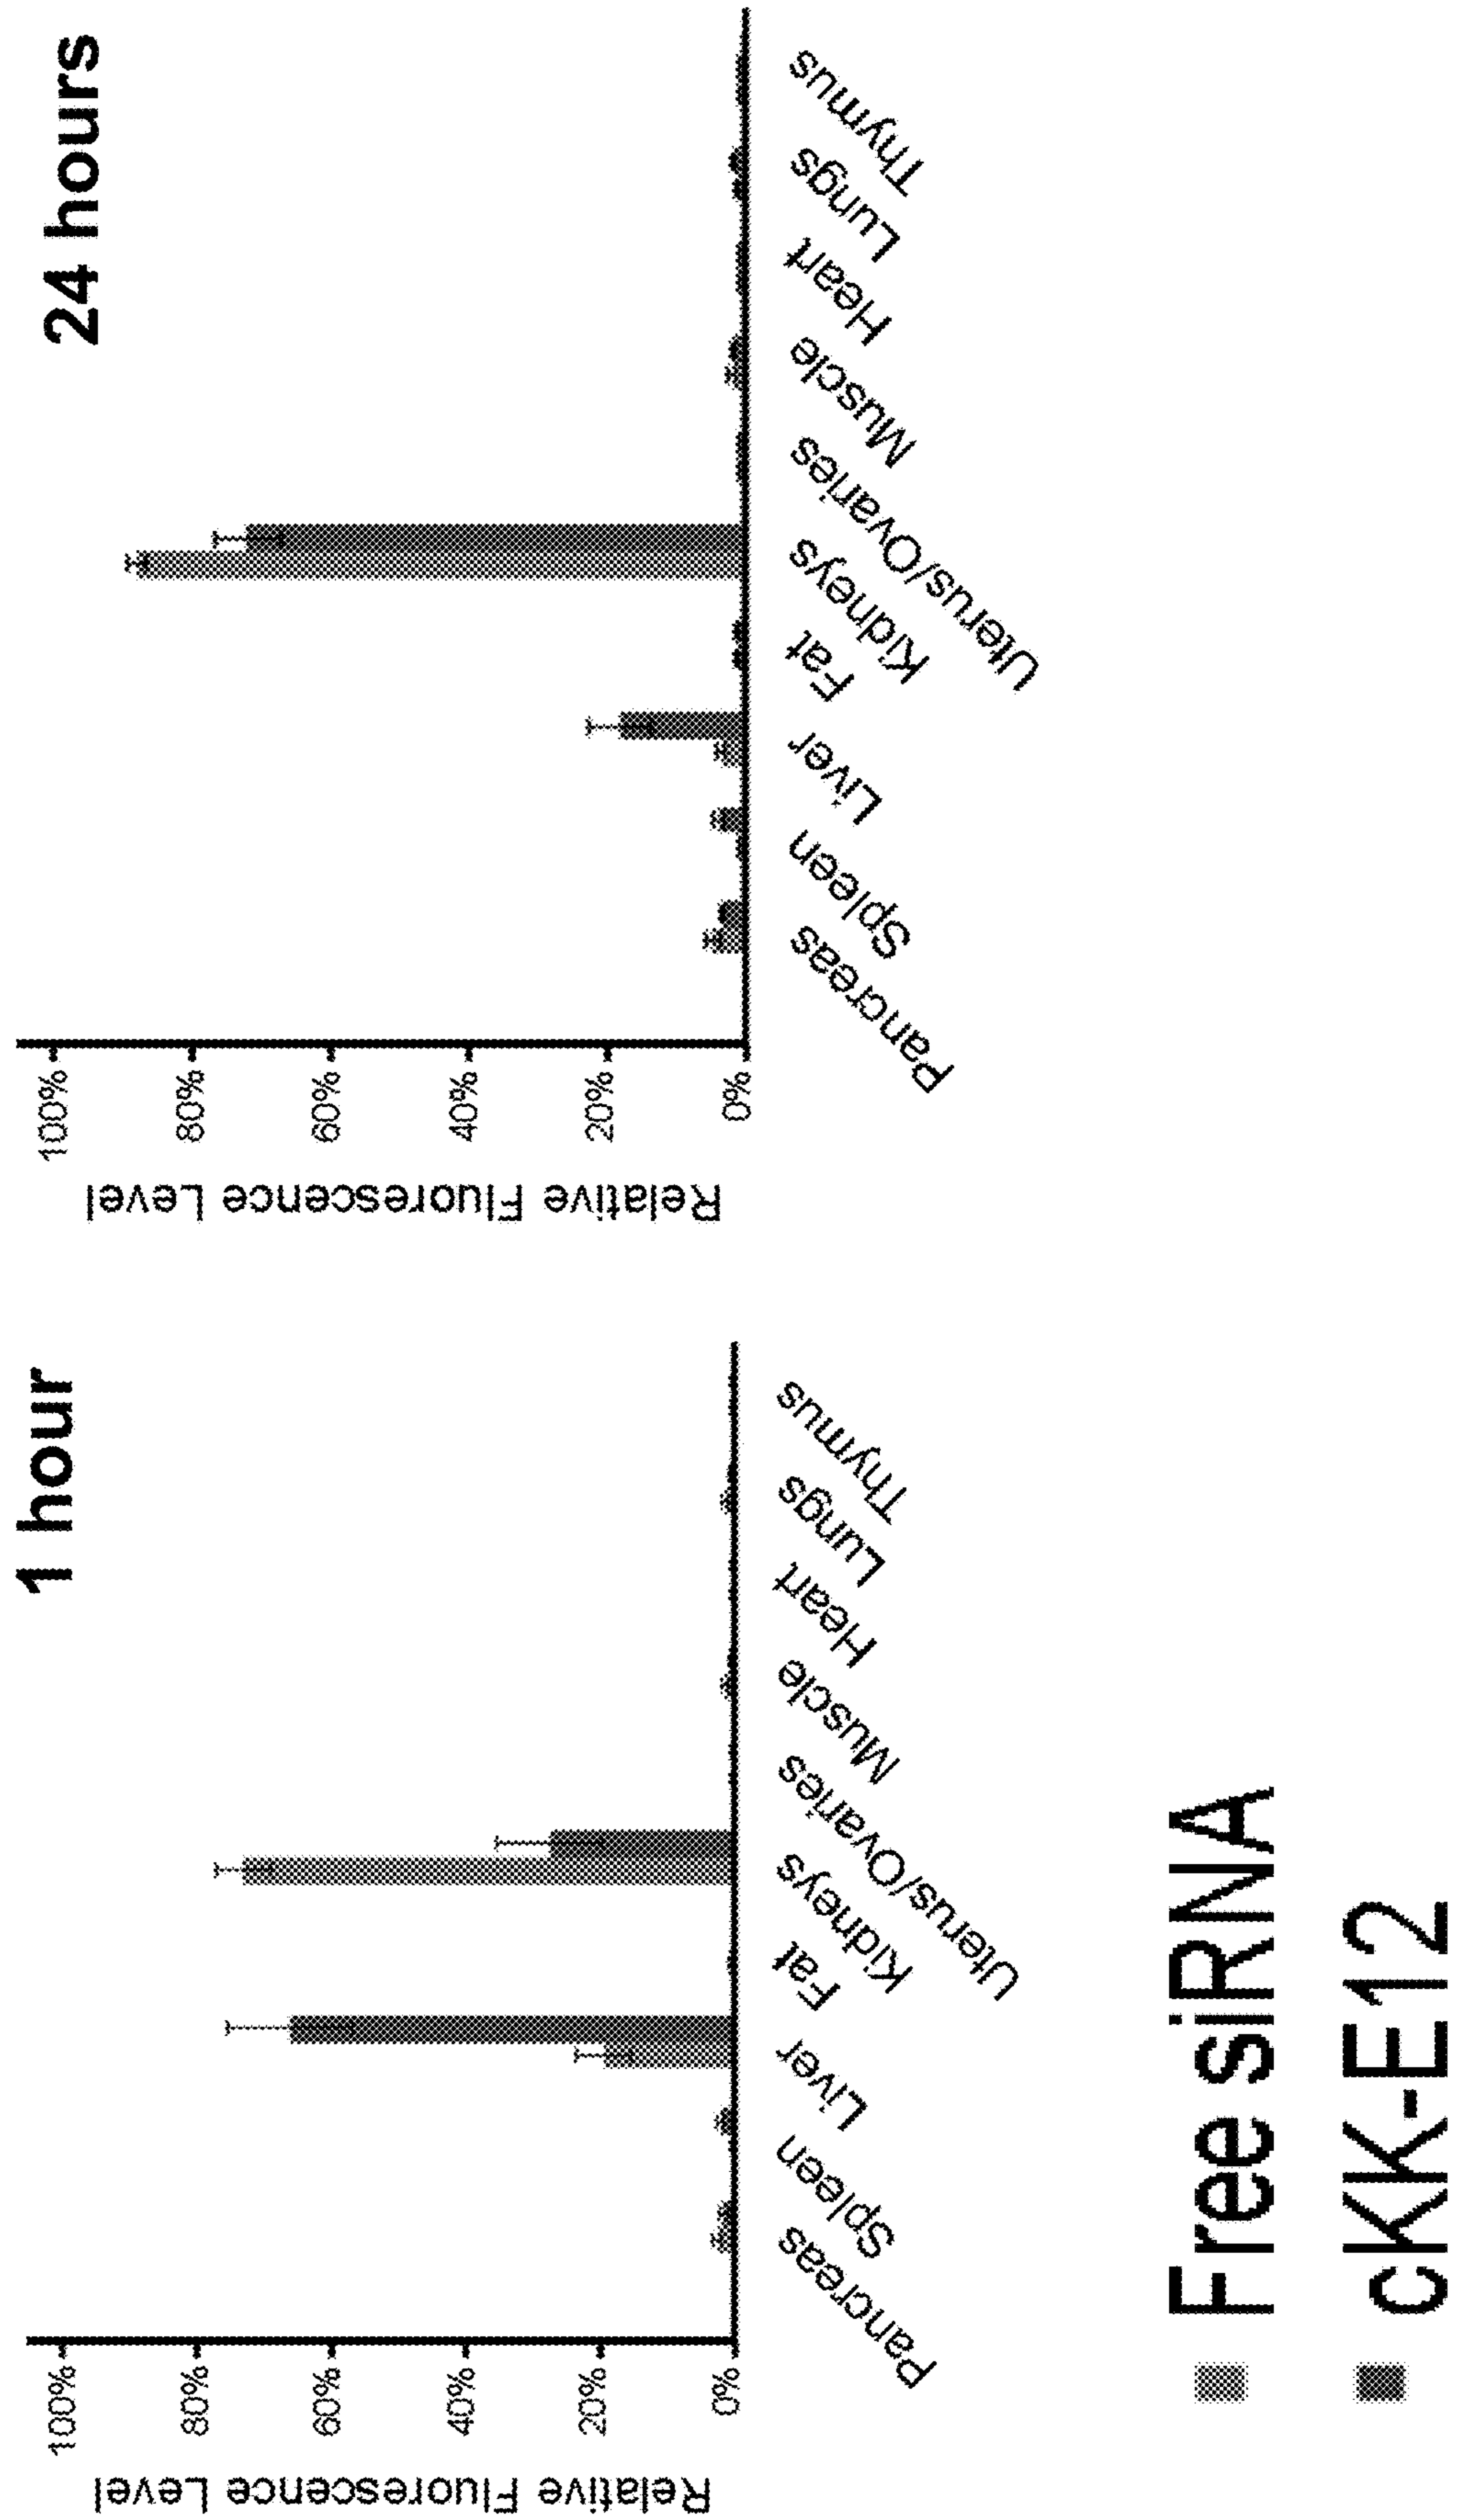 1 hour
Relative Fluorescence Level
100%
80%
60%
40%
20%
0%
Pancreas
Spleen
Liver
Fat
Kidneys
Uterus/Ovaries
Muscle
Heart
Lungs
Thymus
24 hours
Relative Fluorescence Level
100%
80%
60%
40%
20%
0%
Pancreas
Spleen
Liver
Fat
Kidneys
Uterus/Ovaries
Muscle
Heart
Lungs
Thymus
Free siRNA
cKK-E12